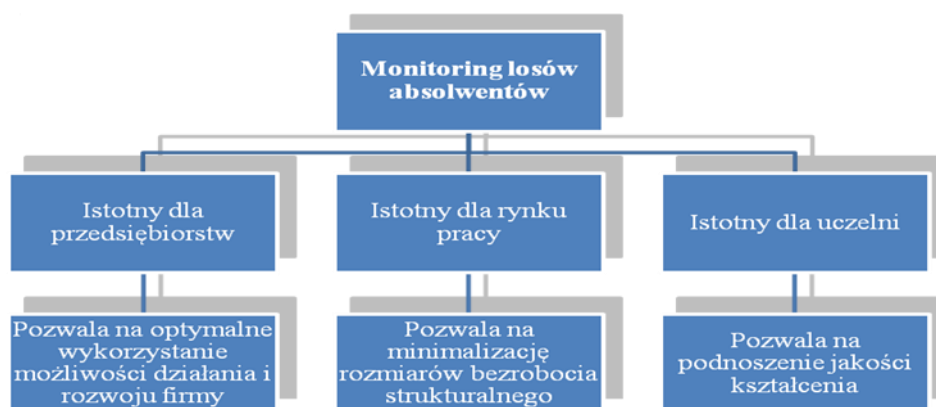 Monitoring losów
absolwentów
Istotny dla
przedsiębiorstw
Istotny dla rynku
pracy
Istotny dla uczelni
Pozwala na optymalne
wykorzystanie
możliwości działania i
rozwoju firmy
Pozwala na
minimalizację
rozmiarów bezrobocia
strukturalnego
Pozwala na
podnoszenie jakości
kształcenia